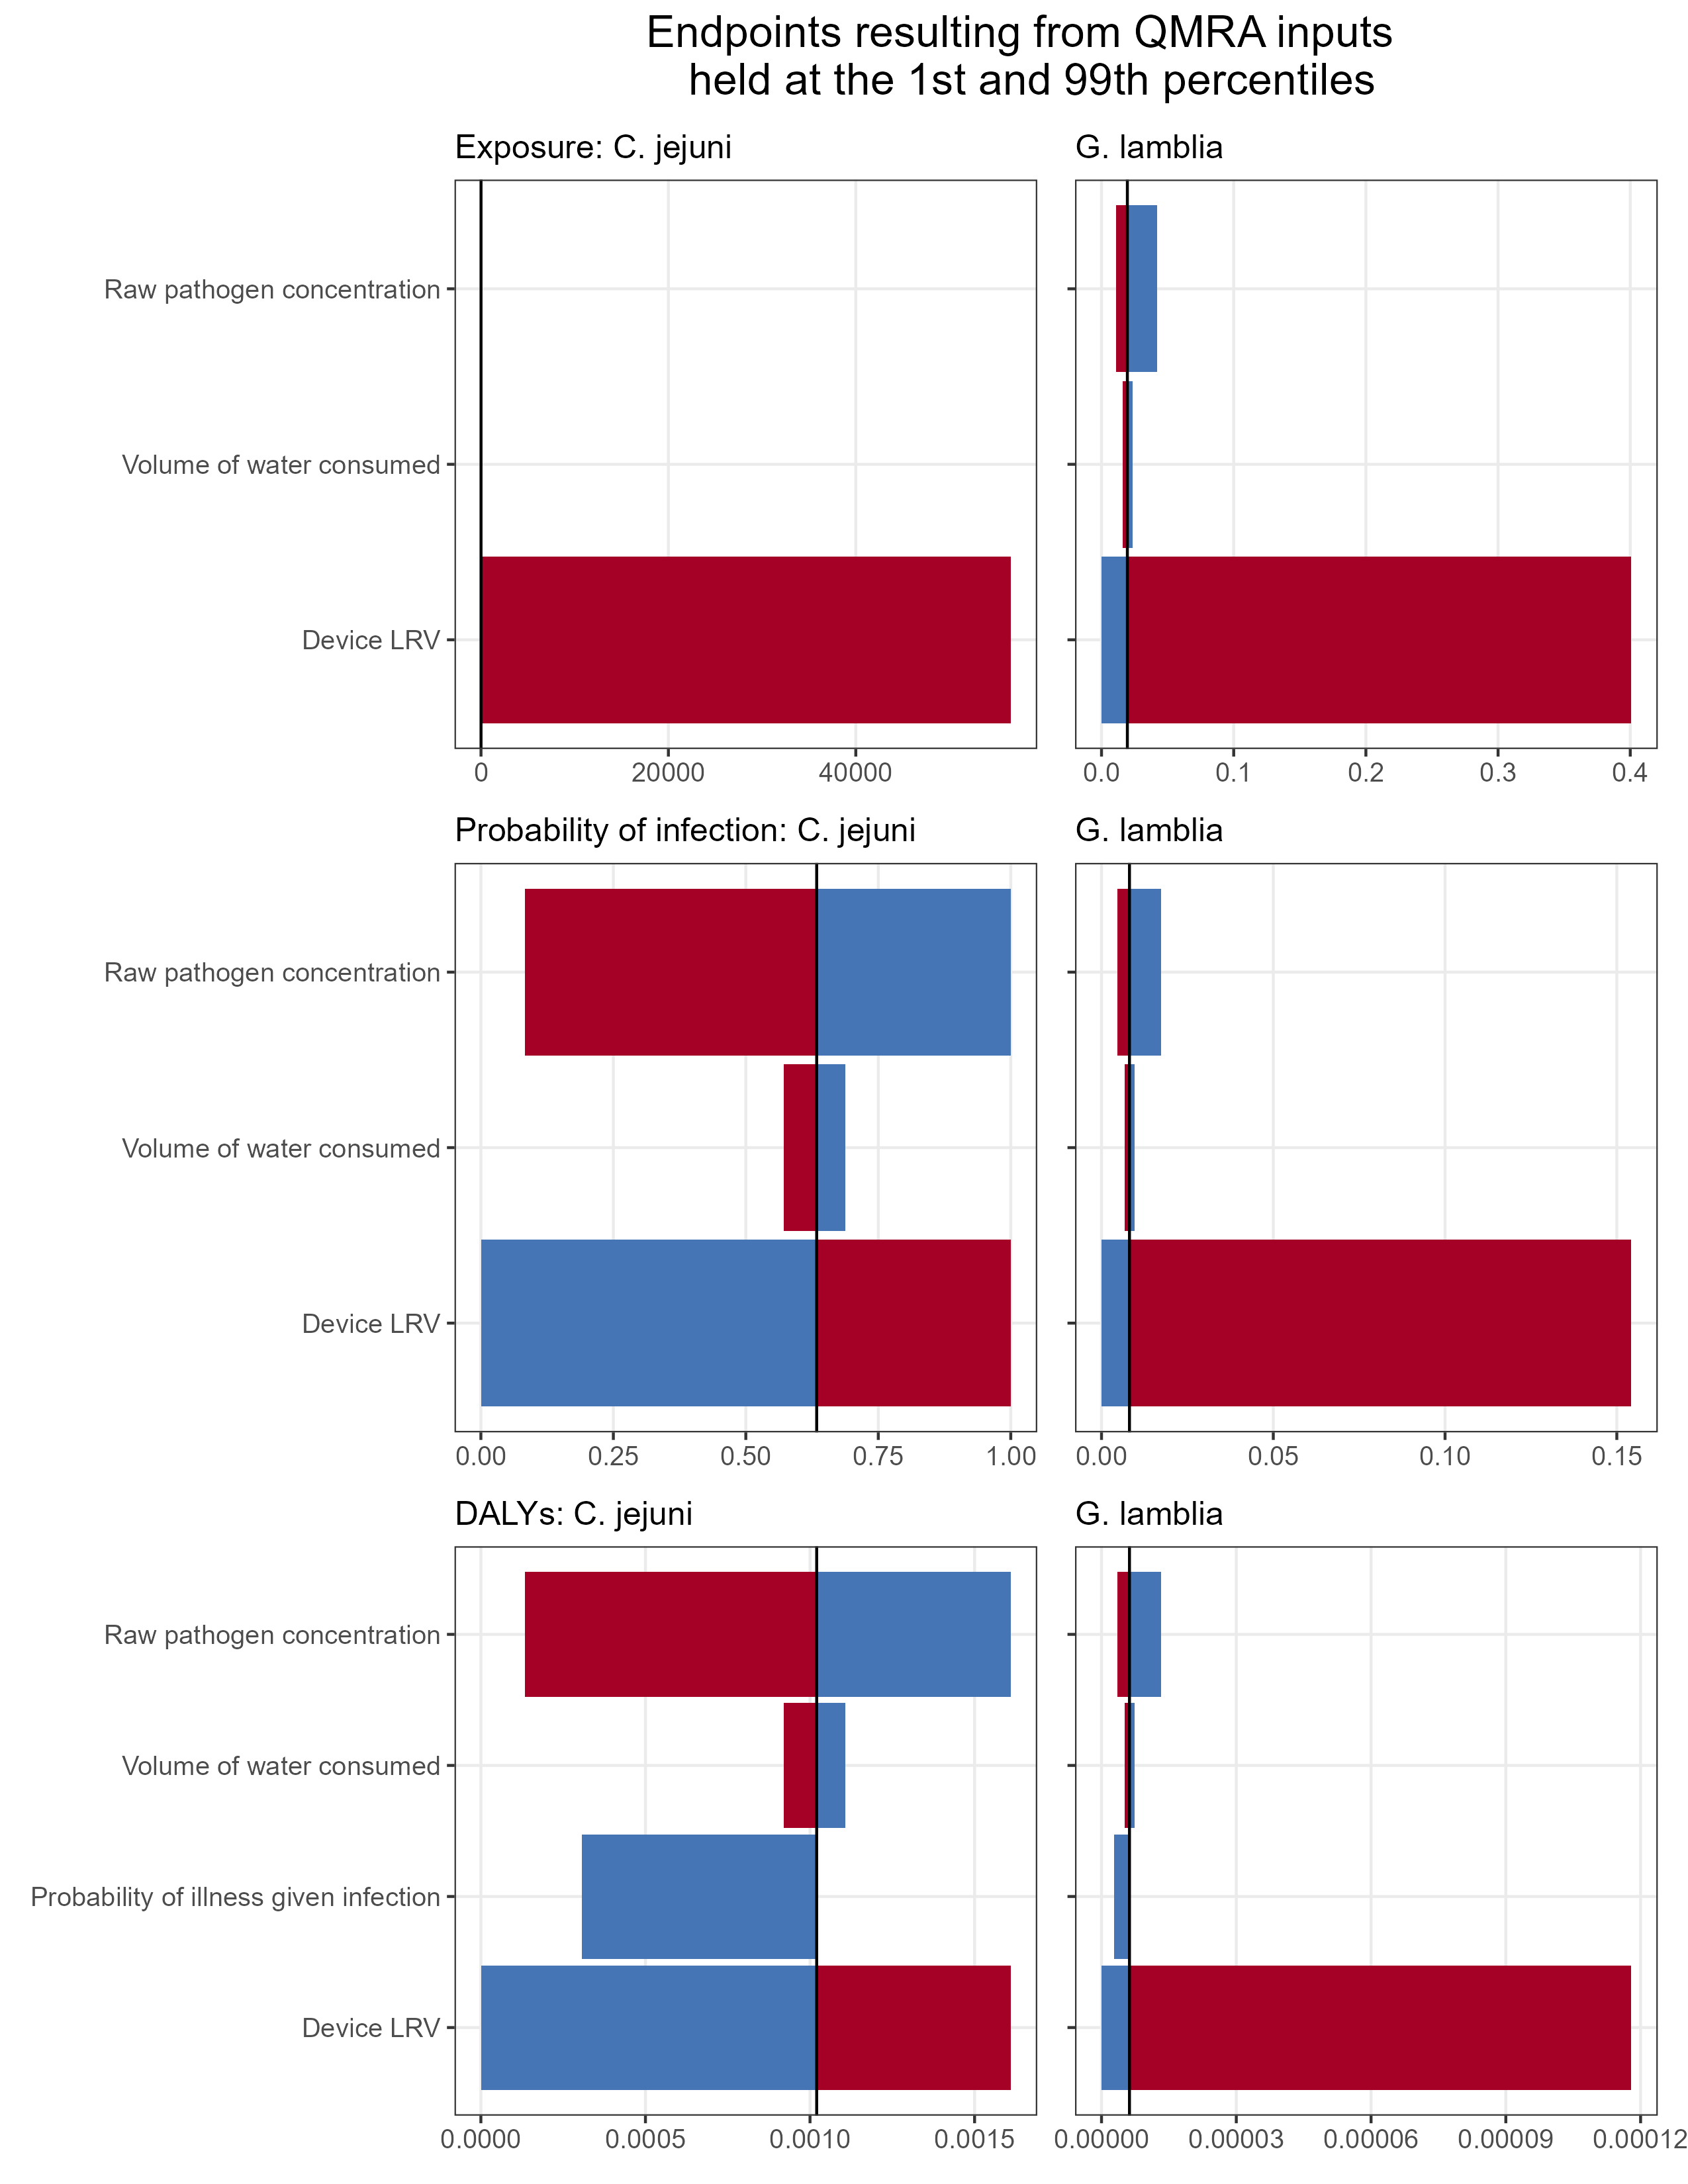 Endpoints resulting from QMRA inputs
held at the 1st and 99th percentiles
Exposure: C. jejuni
G. lamblia
Raw pathogen concentration
Volume of water consumed
Device LRV
0 20000 40000
0.0 0.1 0.2 0.3 0.4
Probability of infection: C. jejuni
G. lamblia
Raw pathogen concentration
Volume of water consumed
Device LRV
0.00 0.25 0.50 0.75 1.00
0.00 0.05 0.10 0.15
DALYs: C. jejuni
G. lamblia
Raw pathogen concentration
Volume of water consumed
Probability of illness given infection
Device LRV
0.0000 0.0005 0.0010 0.0015
0.00000 0.00003 0.00006 0.00009 0.00012